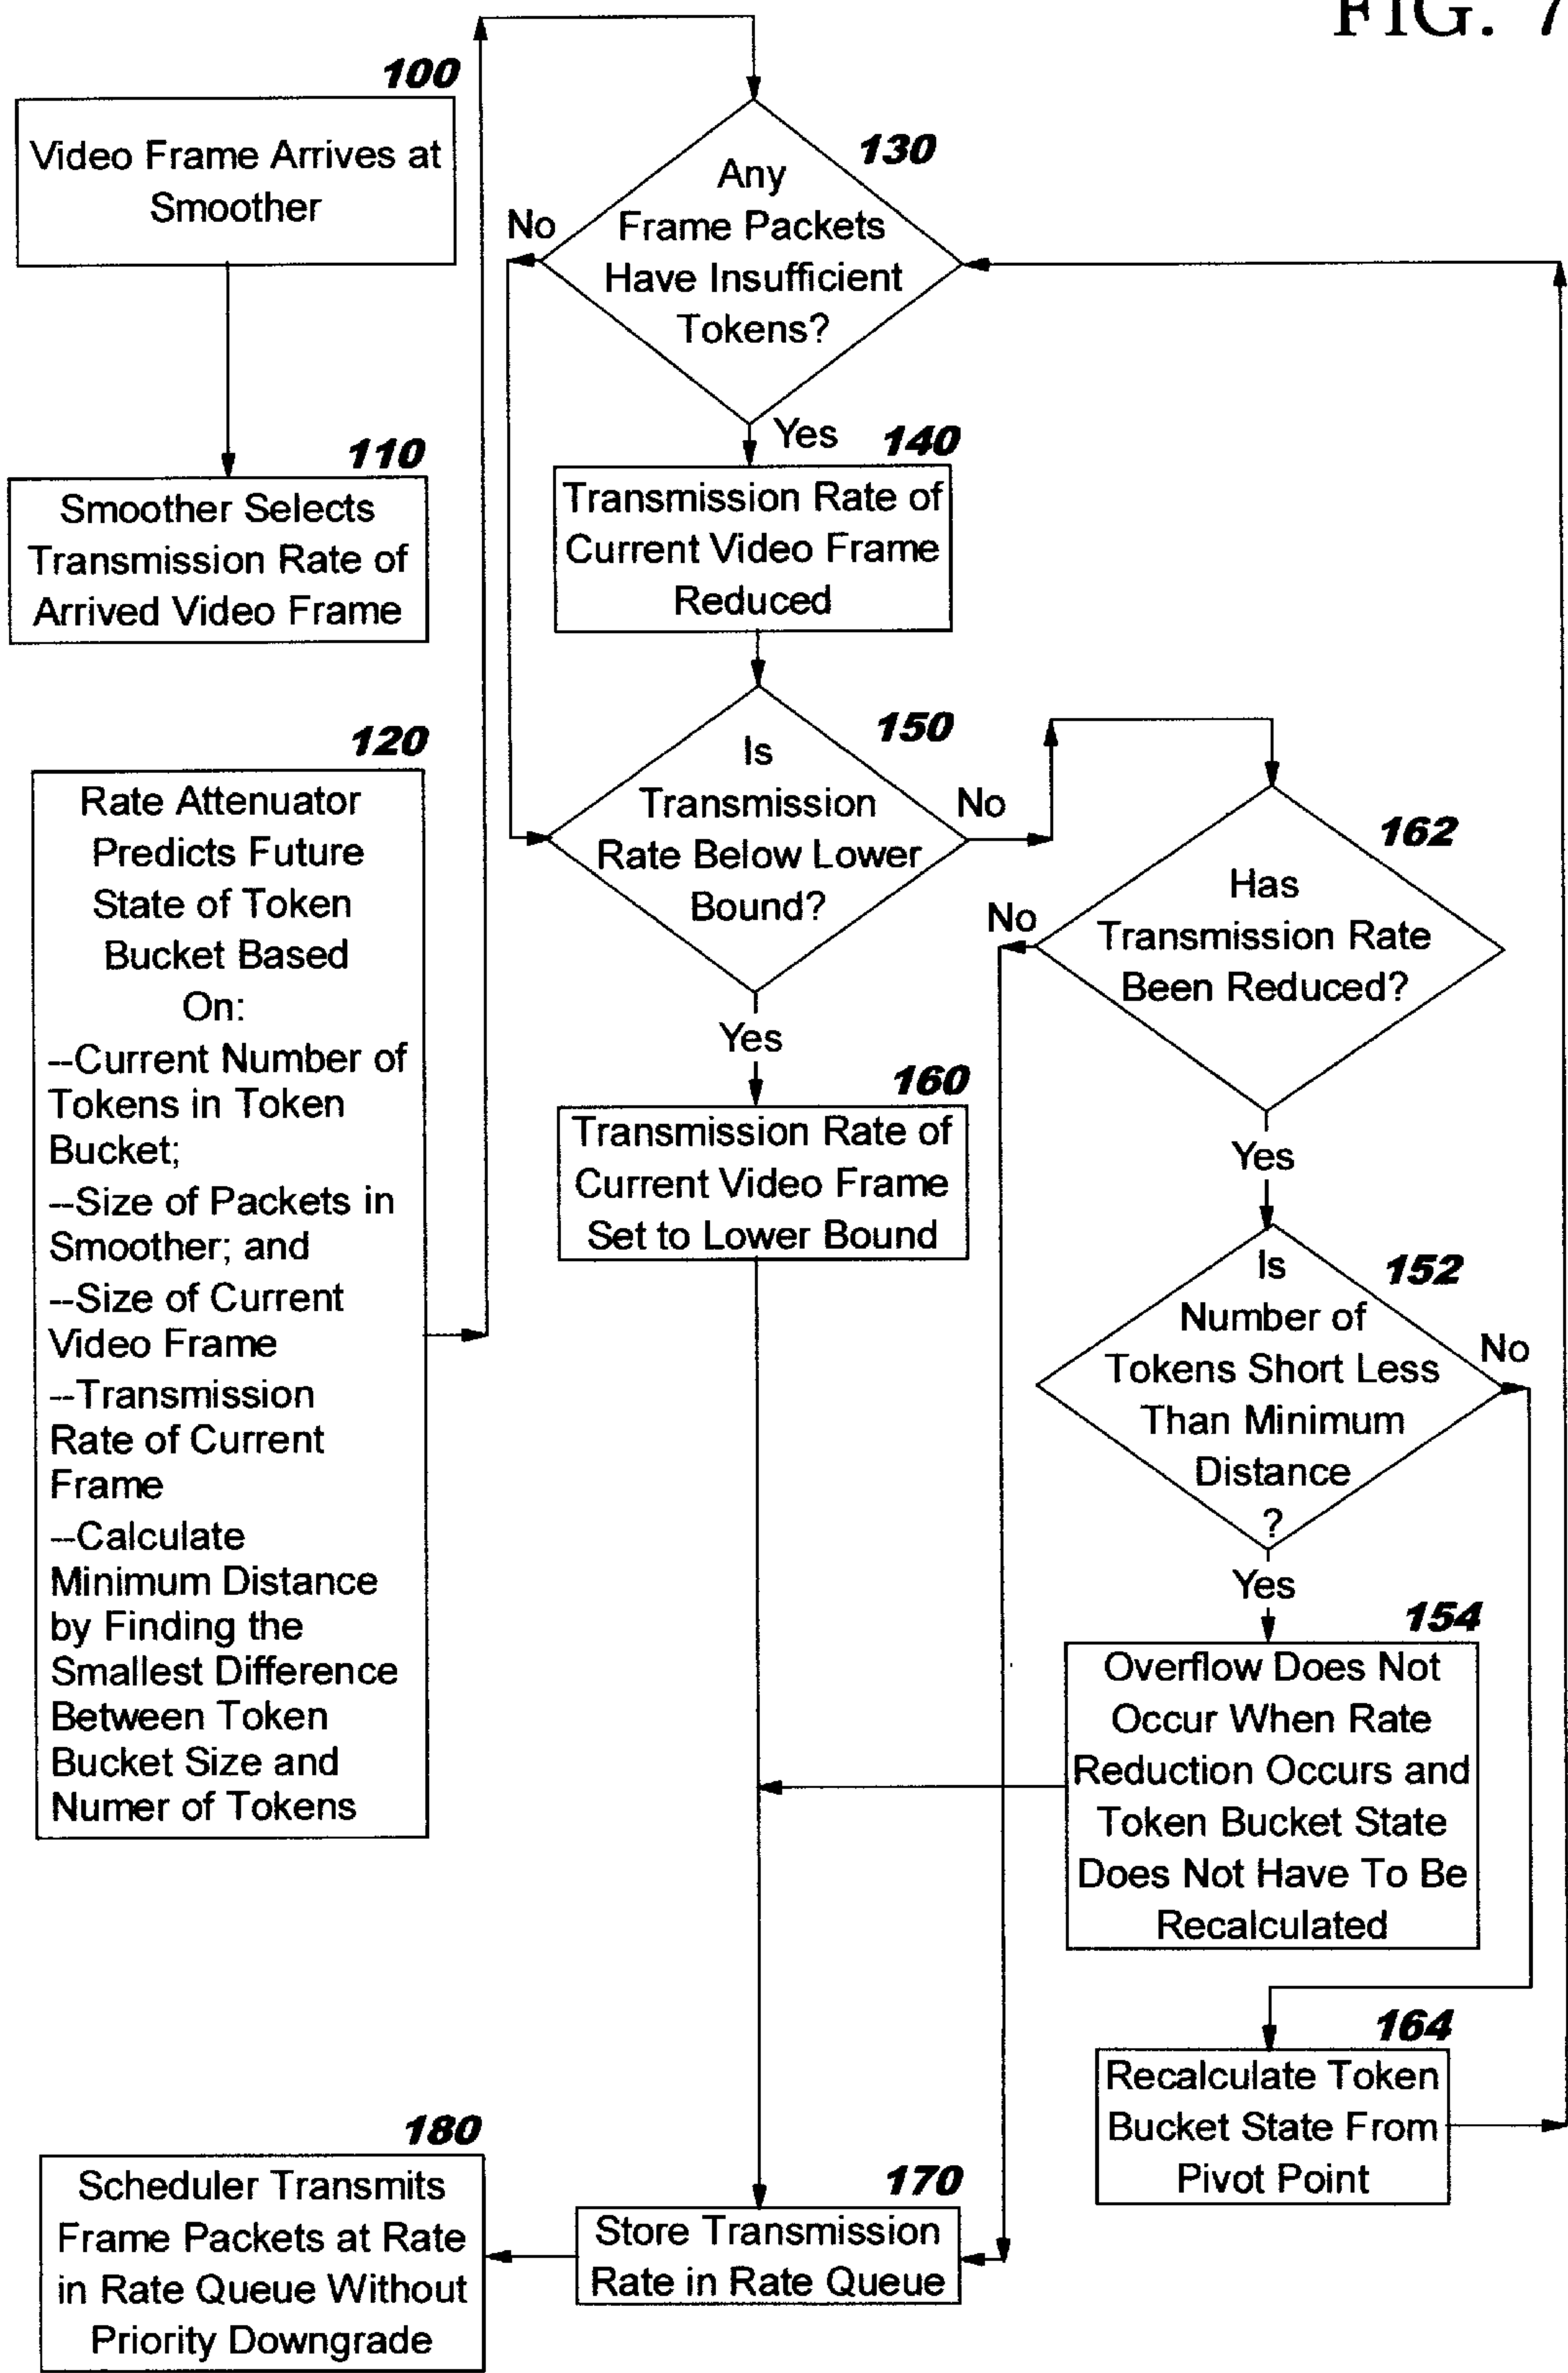 FIG. 7
100
Video Frame Arrives at
Smoother
110
Smoother Selects
Transmission Rate of
Arrived Video Frame
120
Rate Attenuator
Predicts Future
State of Token
Bucket Based
On:
--Current Number of
Tokens in Token
Bucket;
--Size of Packets in
Smoother; and
--Size of Current
Video Frame
--Transmission
Rate of Current
Frame
--Calculate
Minimum Distance
by Finding the
Smallest Difference
Between Token
Bucket Size and
Numer of Tokens
130
Any
Frame Packets
Have Insufficient
Tokens?
No
Yes
140
Transmission Rate of
Current Video Frame
Reduced
150
Is
Transmission
Rate Below Lower
Bound?
No
Yes
160
Transmission Rate of
Current Video Frame
Set to Lower Bound
162
Has
Transmission Rate
Been Reduced?
No
Yes
152
Is
Number of
Tokens Short Less
Than Minimum
Distance
?
No
Yes
154
Overflow Does Not
Occur When Rate
Reduction Occurs and
Token Bucket State
Does Not Have To Be
Recalculated
164
Recalculate Token
Bucket State From
Pivot Point
170
Store Transmission
Rate in Rate Queue
180
Scheduler Transmits
Frame Packets at Rate
in Rate Queue Without
Priority Downgrade